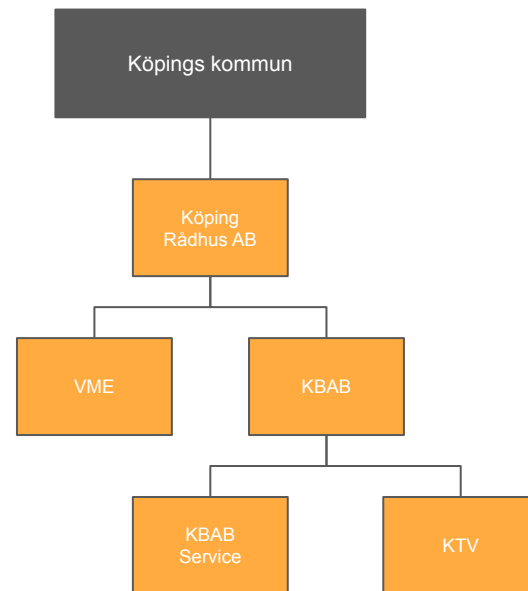 Köpings kommun
Köping
Rådhus AB
VME
KBAB
KBAB
Service
KTV